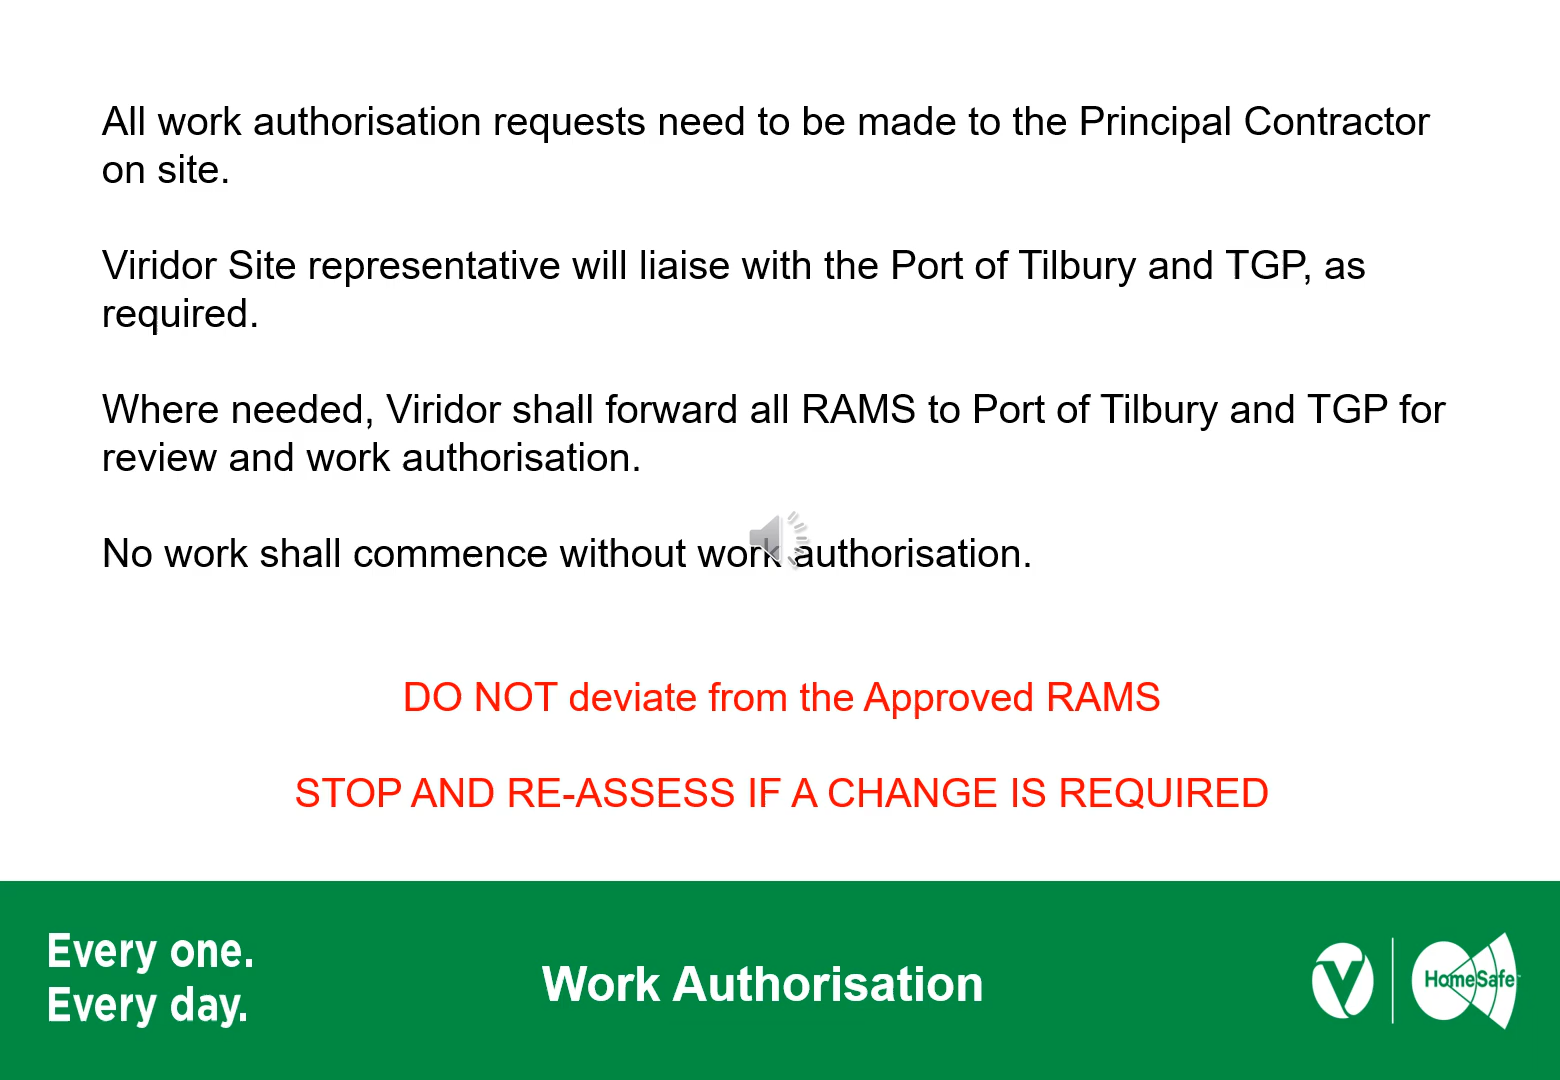 All work authorisation requests need to be made to the Principal Contractor
on site.
Viridor Site representative will liaise with the Port of Tilbury and TGP, as
required.
Where needed, Viridor shall forward all RAMS to Port of Tilbury and TGP for
review and work authorisation.
No work shall commence without work authorisation.
DO NOT deviate from the Approved RAMS
STOP AND RE-ASSESS IF A CHANGE IS REQUIRED
Every one.
Every day.
Work Authorisation
HomeSafe